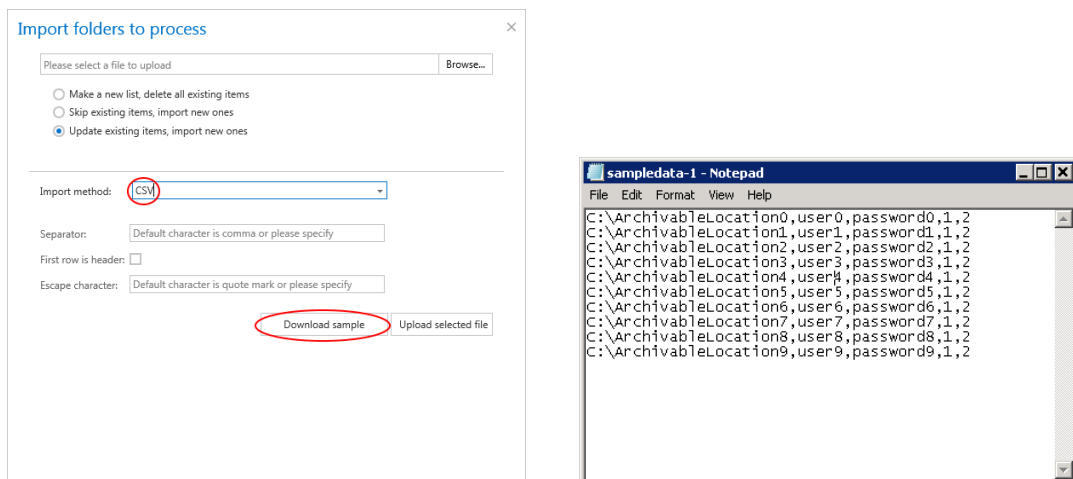 Import folders to process
Please select a file to upload
Browse...
Make a new list, delete all existing items
Skip existing items, import new ones
Update existing items, import new ones
Import method: CSV
Separator: Default character is comma or please specify
First row is header:
Escape character: Default character is quote mark or please specify
Download sample
Upload selected file
sampledata-1 - Notepad
File Edit Format View Help
C:\ArchivableLocation0,user0,password0,1,2
C:\ArchivableLocation1,user1,password1,1,2
C:\ArchivableLocation2,user2,password2,1,2
C:\ArchivableLocation3,user3,password3,1,2
C:\ArchivableLocation4,user4,password4,1,2
C:\ArchivableLocation5,user5,password5,1,2
C:\ArchivableLocation6,user6,password6,1,2
C:\ArchivableLocation7,user7,password7,1,2
C:\ArchivableLocation8,user8,password8,1,2
C:\ArchivableLocation9,user9,password9,1,2